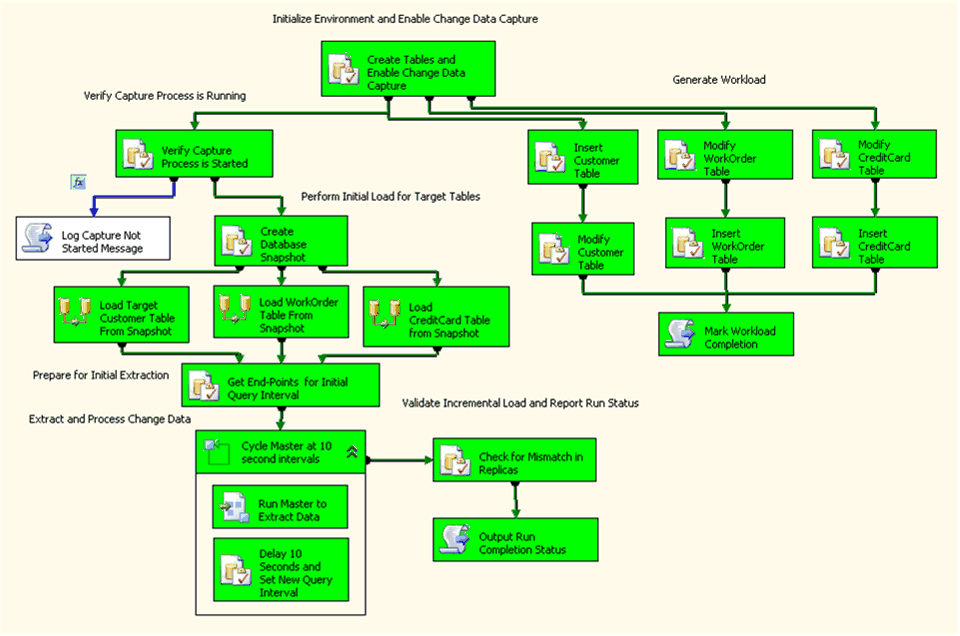 Initialize Environment and Enable Change Data Capture
Create Tables and
Enable Change Data
Capture
Generate Workload
Verify Capture Process is Running
Verify Capture
Process is Started
Insert
Customer
Table
Modify
WorkOrder
Table
Modify
CreditCard
Table
fx
Perform Initial Load for Target Tables
Log Capture Not
Started Message
Create
Database
Snapshot
Modify
Customer
Table
Insert
WorkOrder
Table
Insert
CreditCard
Table
Load Target
Customer Table
From Snapshot
Load WorkOrder
Table From
Snapshot
Load
CreditCard Table
from Snapshot
Mark Workload
Completion
Prepare for Initial Extraction
Get End-Points for Initial
Query Interval
Validate Incremental Load and Report Run Status
Extract and Process Change Data
Cycle Master at 10
second intervals
Check for Mismatch in
Replicas
Run Master to
Extract Data
Output Run
Completion Status
Delay 10
Seconds and
Set New Query
Interval